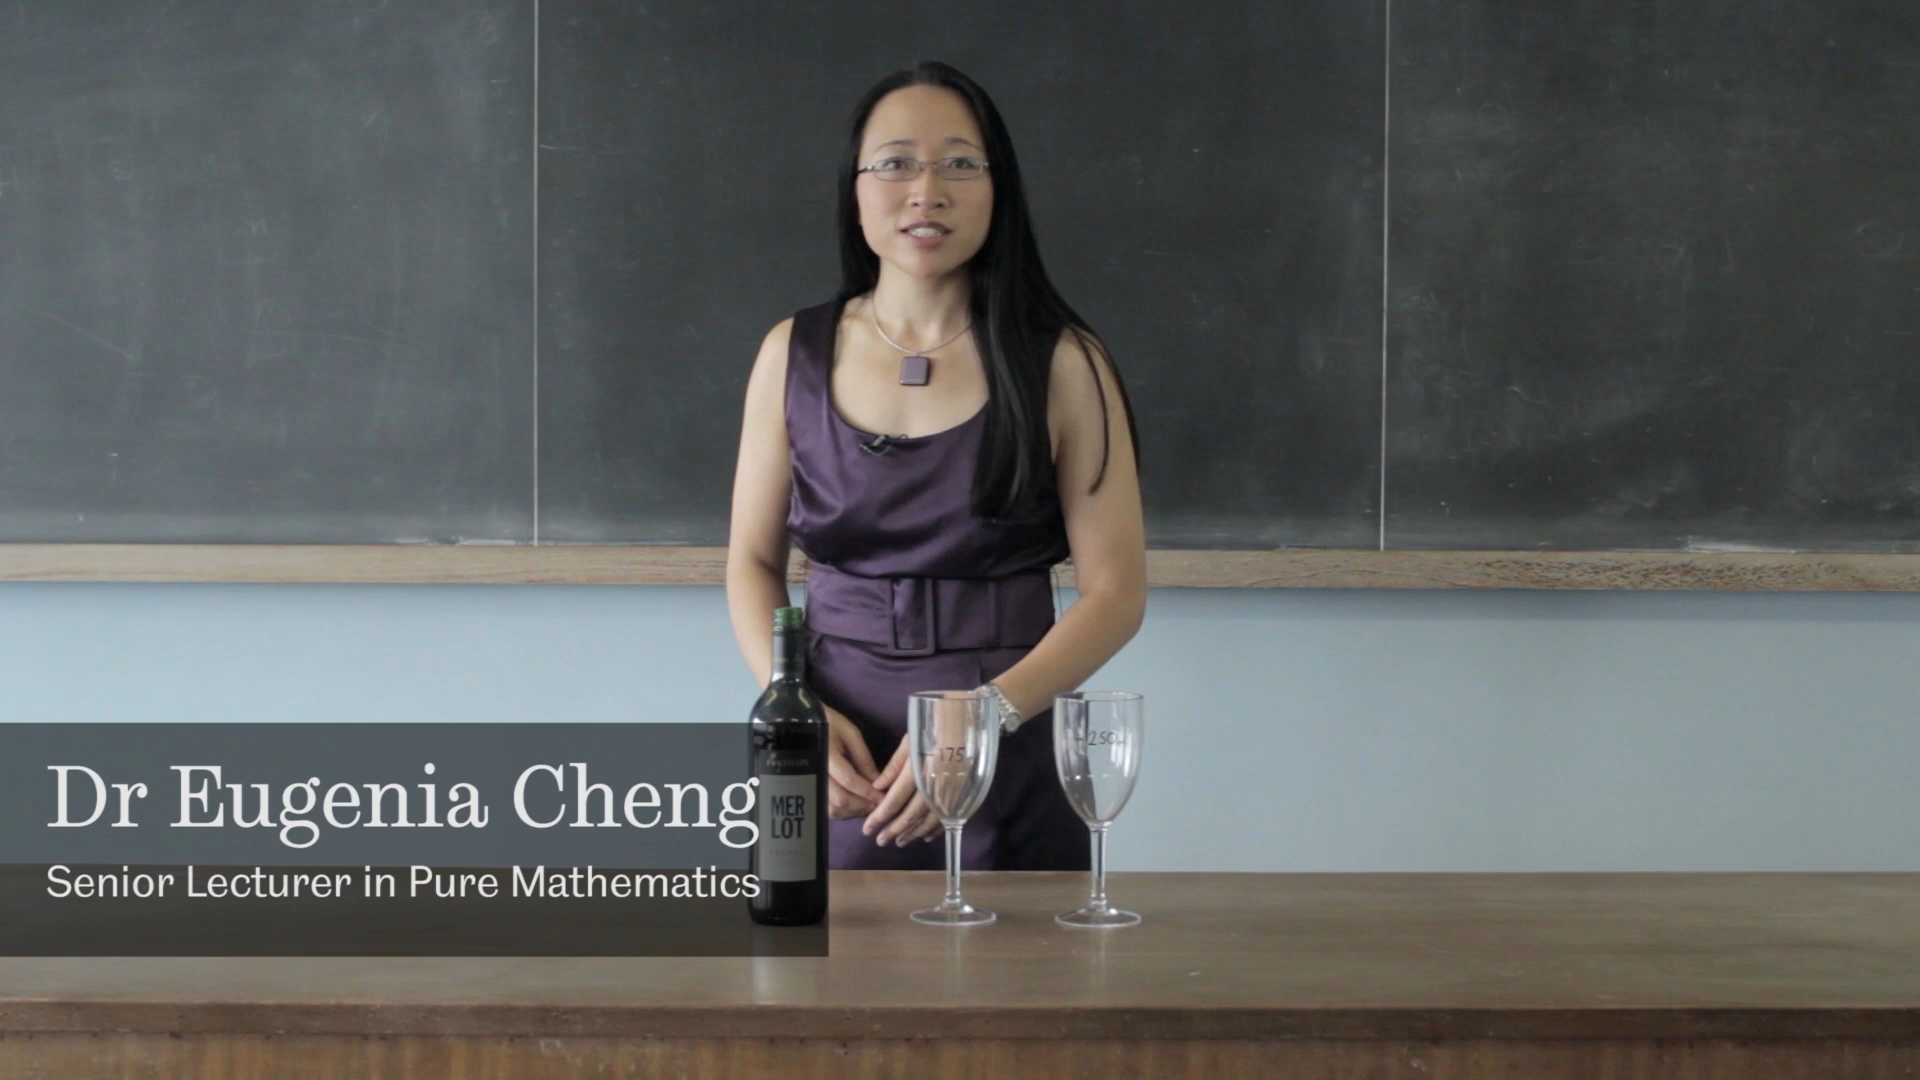 Dr Eugenia Cheng
Senior Lecturer in Pure Mathematics
MER
LOT
175
250